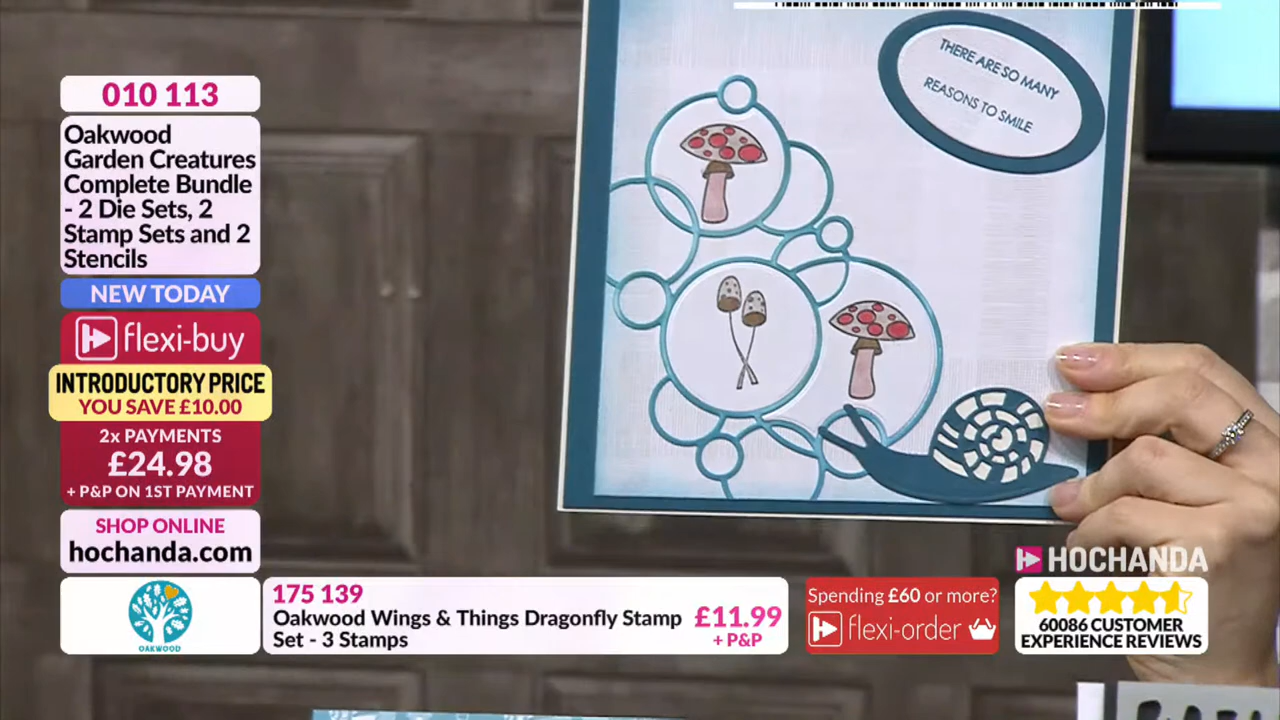 010 113
Oakwood
Garden Creatures
Complete Bundle
- 2 Die Sets, 2
Stamp Sets and 2
Stencils
NEW TODAY
flexi-buy
INTRODUCTORY PRICE
YOU SAVE £10.00
2x PAYMENTS
£24.98
+ P&P ON 1ST PAYMENT
SHOP ONLINE
hochanda.com
OAKWOOD
175 139
Oakwood Wings & Things Dragonfly Stamp
Set - 3 Stamps
£11.99
+ P&P
Spending £60 or more?
flexi-order
HOCHANDA
60086 CUSTOMER
EXPERIENCE REVIEWS
THERE ARE SO MANY
REASONS TO SMILE